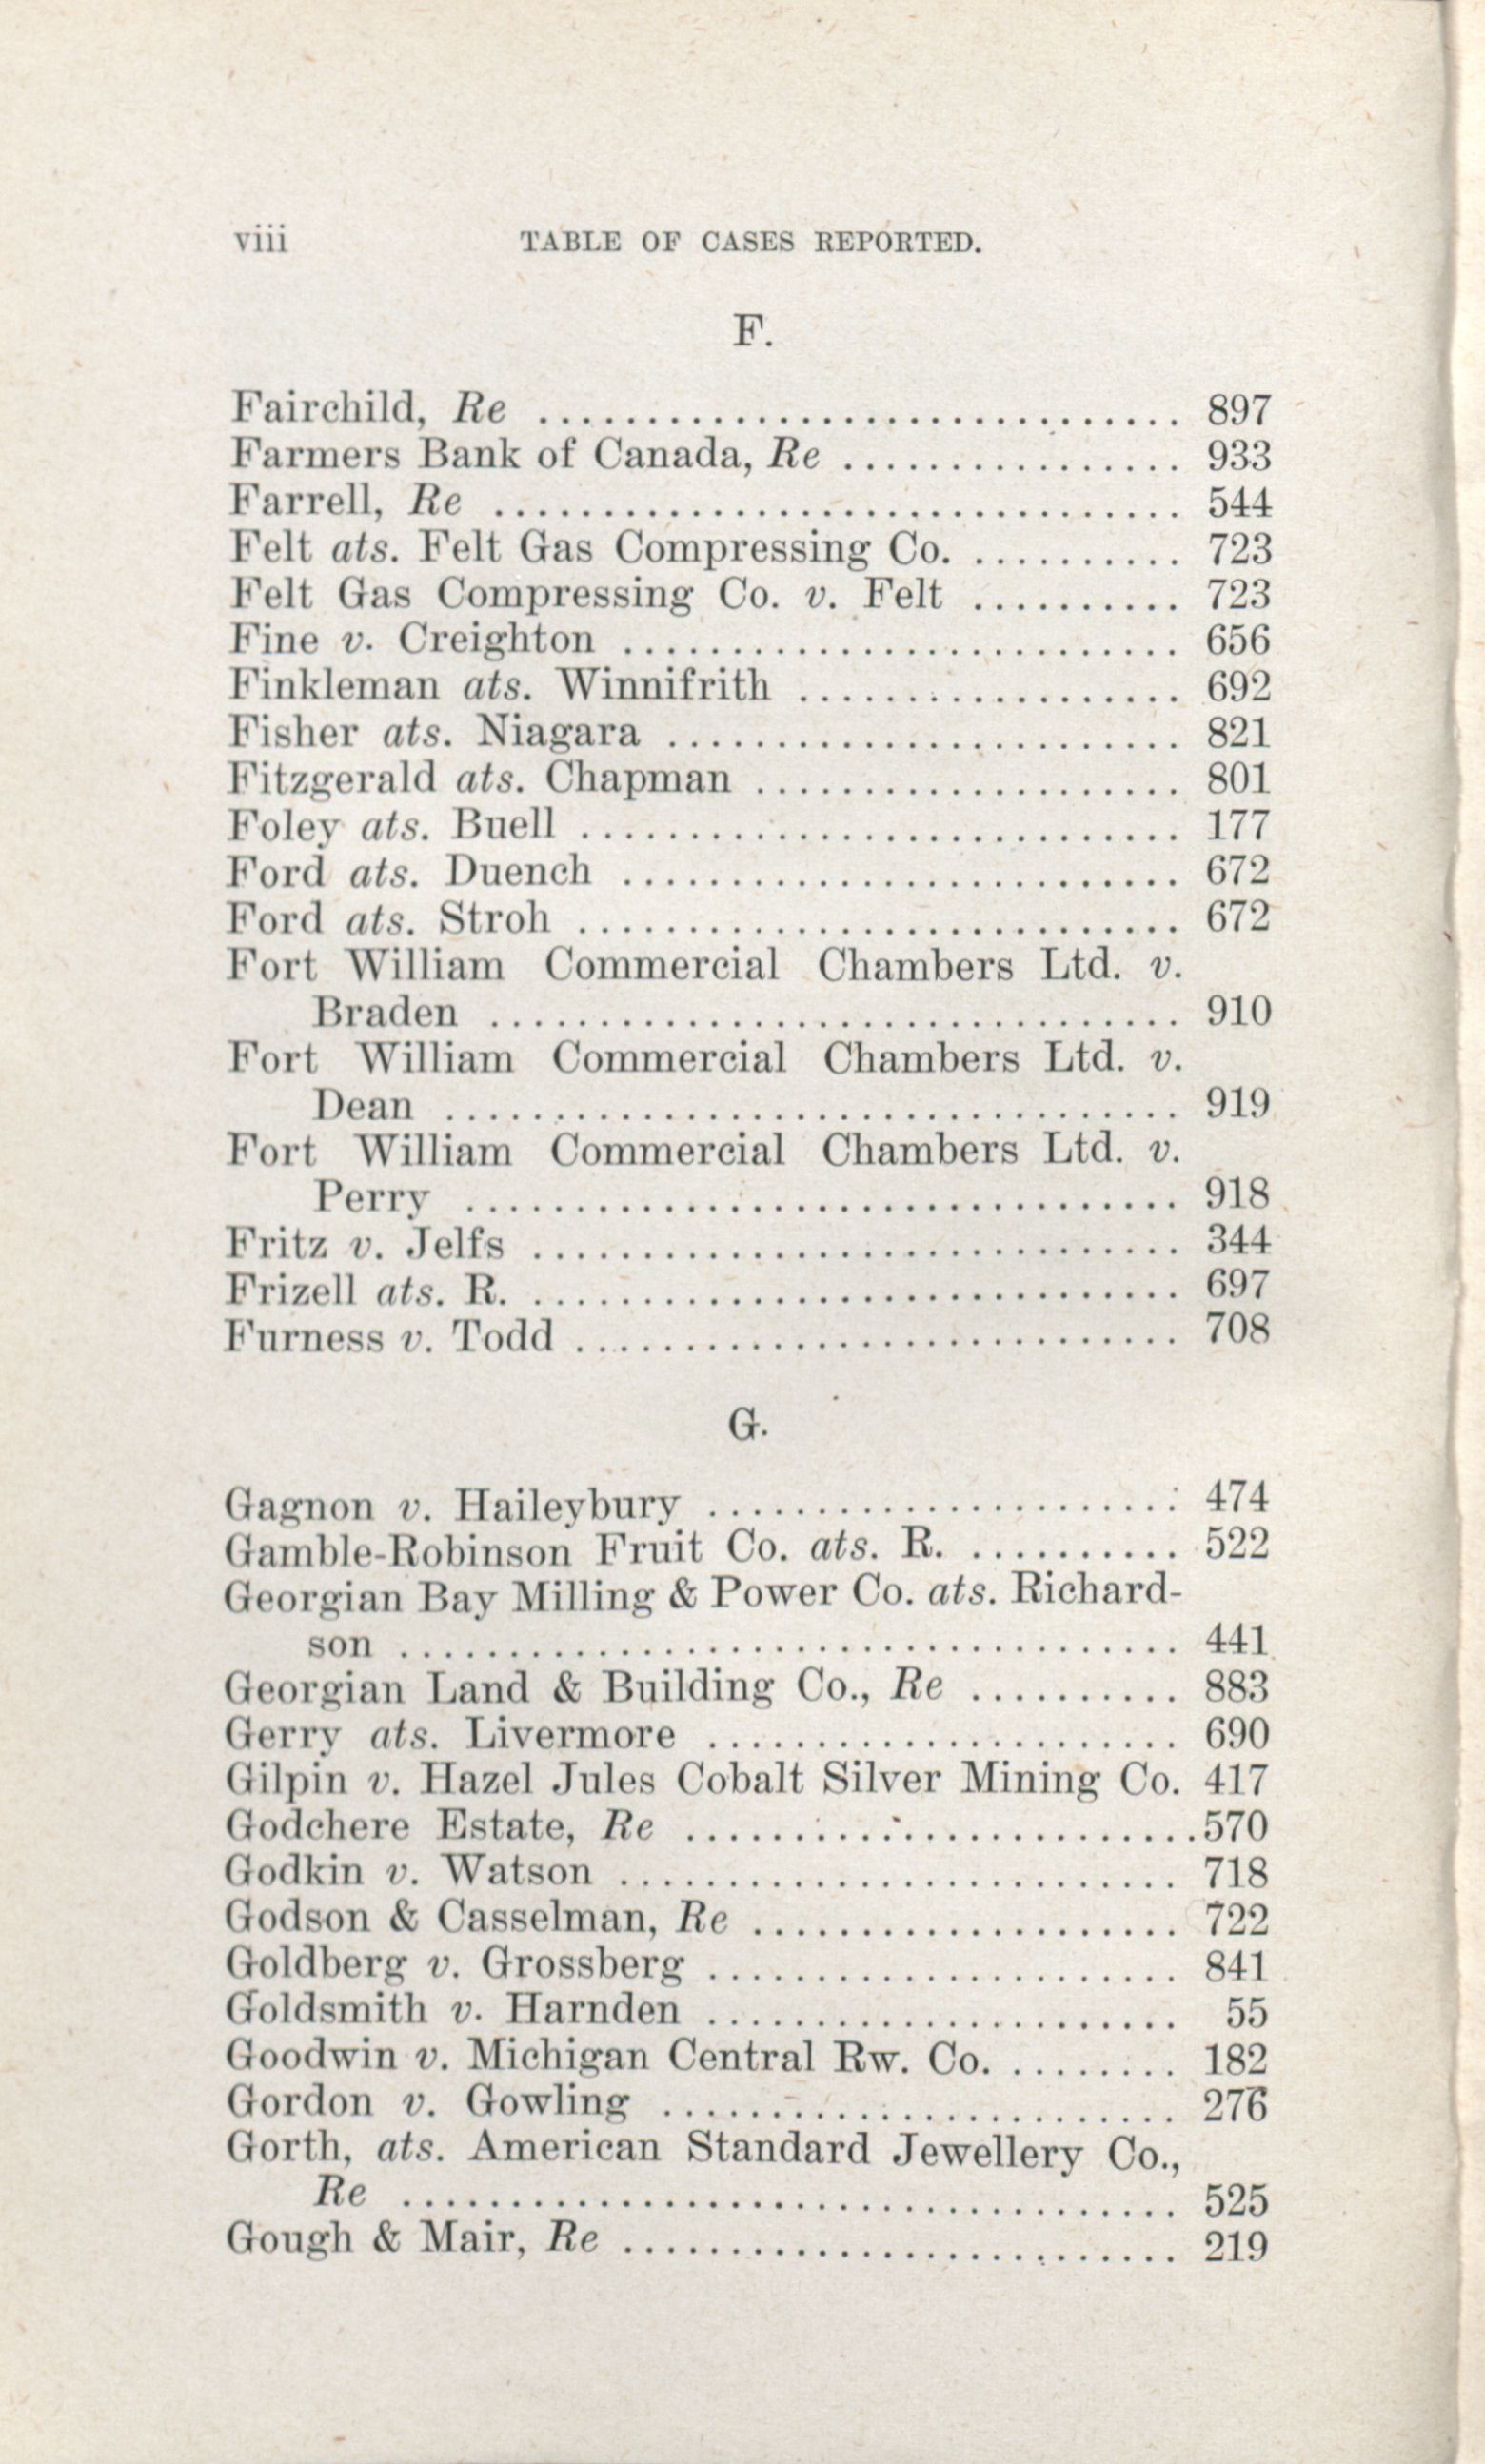 viii TABLE OF CASES REPORTED.
F.
Fairchild, Re ................................ 897
Farmers Bank of Canada, Re ................ 933
Farrell, Re ................................ 544
Felt ats. Felt Gas Compressing Co. ........... 723
Felt Gas Compressing Co. v. Felt ........... 723
Fine v. Creighton ........................... 656
Finkleman ats. Winnifrith .................. 692
Fisher ats. Niagara ........................ 821
Fitzgerald ats. Chapman .................... 801
Foley ats. Buell ............................ 177
Ford ats. Duench .......................... 672
Ford ats. Stroh ............................ 672
Fort William Commercial Chambers Ltd. v.
Braden ................................ 910
Fort William Commercial Chambers Ltd. v.
Dean .................................. 919
Fort William Commercial Chambers Ltd. v.
Perry ................................. 918
Fritz v. Jelfs .............................. 344
Frizell ats. R. .............................. 697
Furness v. Todd ............................ 708
G.
Gagnon v. Haileybury ...................... 474
Gamble-Robinson Fruit Co. ats. R. ........... 522
Georgian Bay Milling & Power Co. ats. Richard-
son .................................... 441
Georgian Land & Building Co., Re .......... 883
Gerry ats. Livermore ...................... 690
Gilpin v. Hazel Jules Cobalt Silver Mining Co. 417
Godchere Estate, Re ........................570
Godkin v. Watson .......................... 718
Godson & Casselman, Re .................... 722
Goldberg v. Grossberg ...................... 841
Goldsmith v. Harnden ...................... 55
Goodwin v. Michigan Central Rw. Co. ......... 182
Gordon v. Gowling ........................ 276
Gorth, ats. American Standard Jewellery Co.,
Re .................................... 525
Gough & Mair, Re .......................... 219